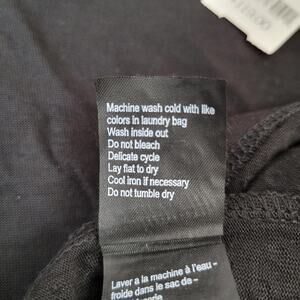 Machine wash cold with like
colors in laundry bag
Wash inside out
Do not bleach
Delicate cycle
Lay flat to dry
Cool iron if necessary
Do not tumble dry
Laver a la machine à l'eau -
froide dans le sac de -